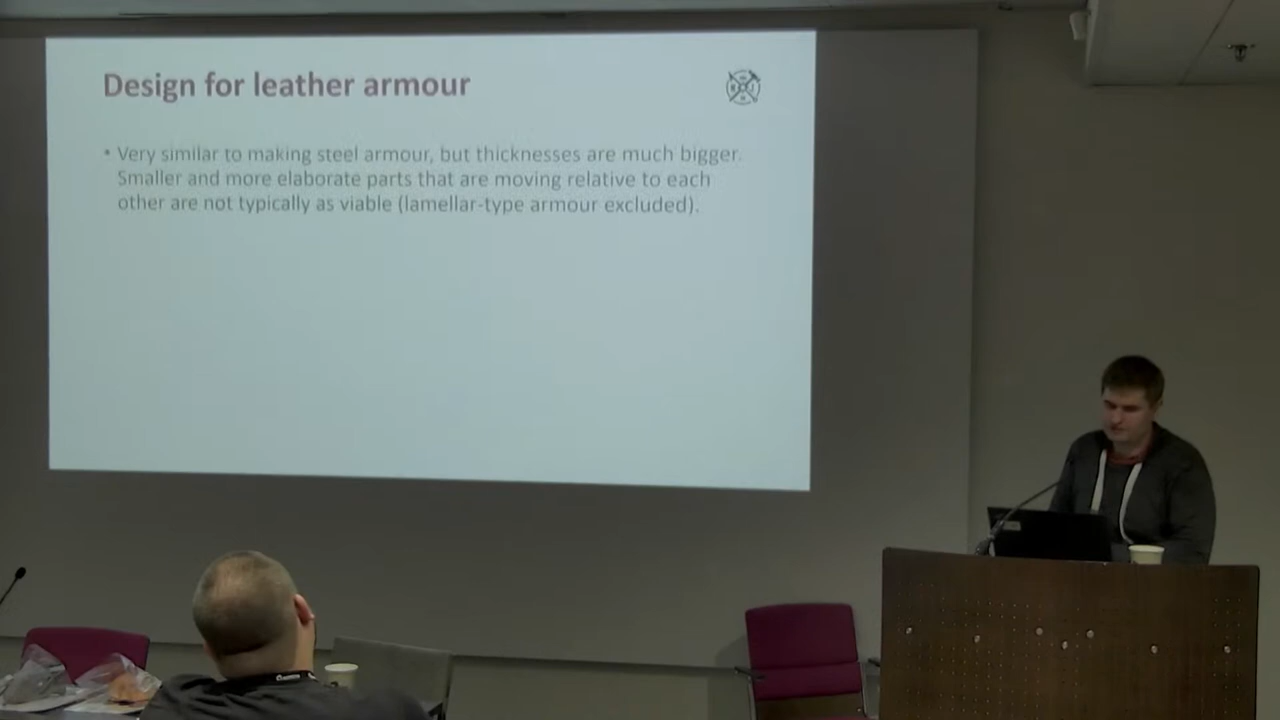 Design for leather armour
• Very similar to making steel armour, but thicknesses are much bigger.
Smaller and more elaborate parts that are moving relative to each
other are not typically as viable (lamellar-type armour excluded).